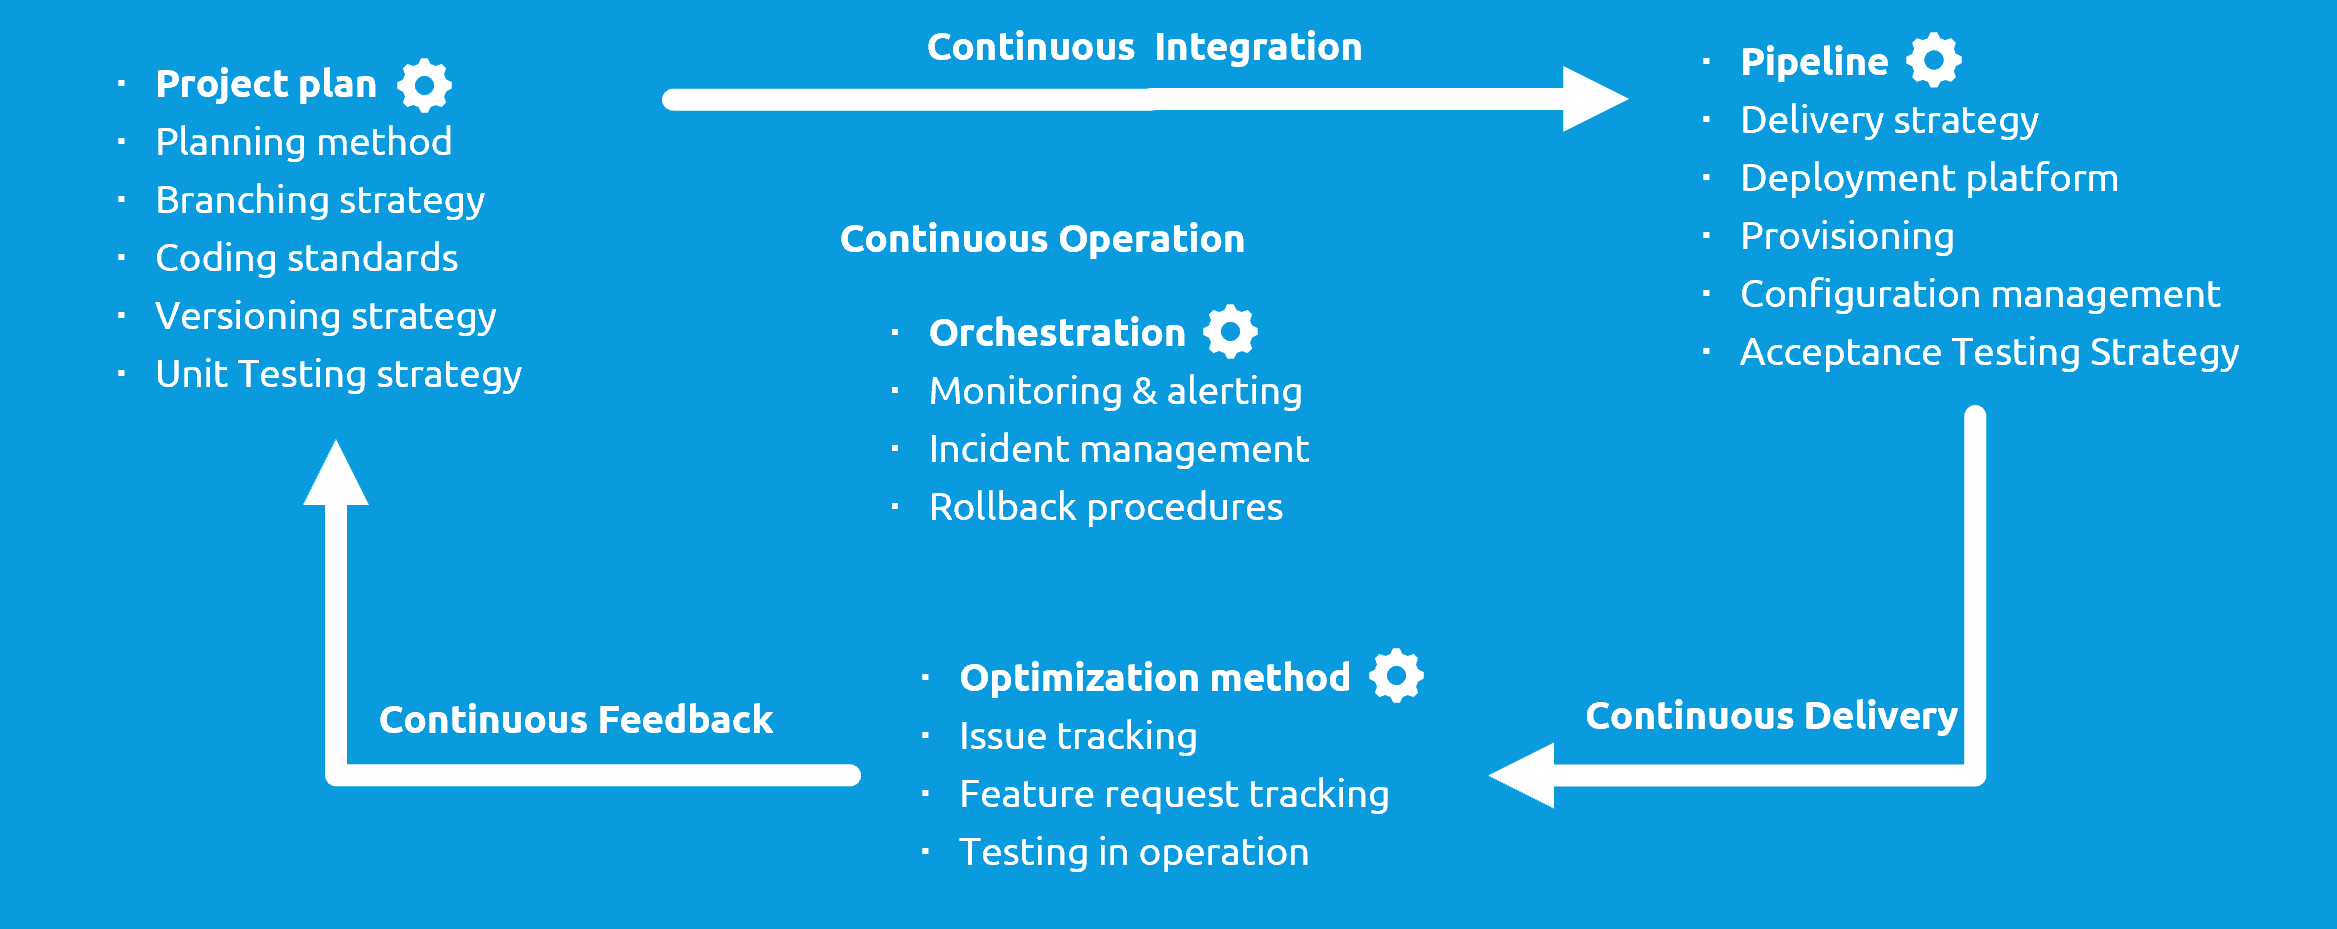 Continuous Integration
· Project plan
· Planning method
· Branching strategy
· Coding standards
· Versioning strategy
· Unit Testing strategy
· Pipeline
· Delivery strategy
· Deployment platform
· Provisioning
· Configuration management
· Acceptance Testing Strategy
Continuous Operation
· Orchestration
· Monitoring & alerting
· Incident management
· Rollback procedures
Continuous Delivery
· Optimization method
· Issue tracking
· Feature request tracking
· Testing in operation
Continuous Feedback